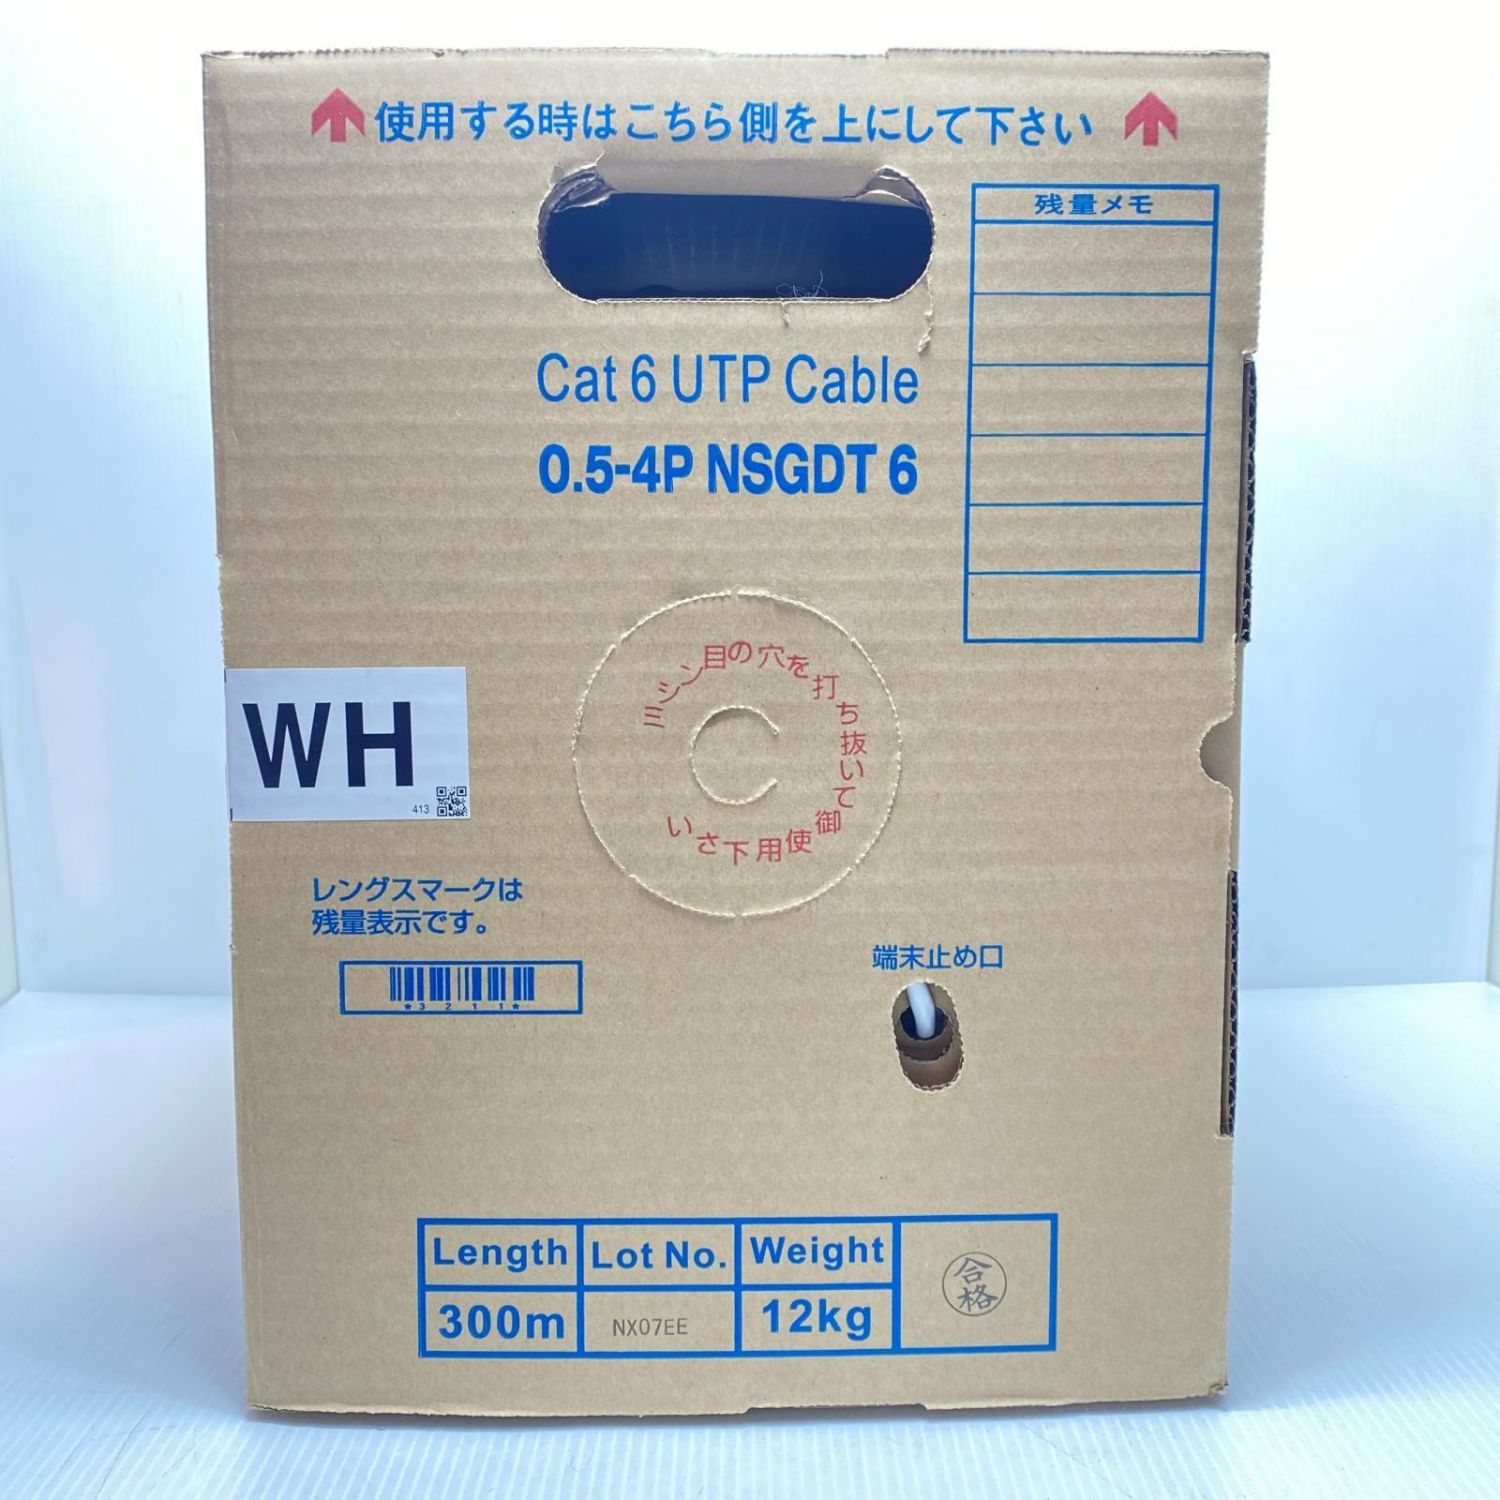 使用する時はこちら側を上にして下さい
残量メモ
Cat 6 UTP Cable
0.5-4P NSGDT 6
ミシン目の穴を打ち抜いて御使用下さい
WH
413
レングスマークは
残量表示です。
*3211*
端末止め口
Length Lot No. Weight
300m NX07EE 12kg
合格